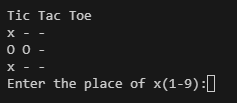 Tic Tac Toe
x - -
O O -
x - -
Enter the place of x(1-9):